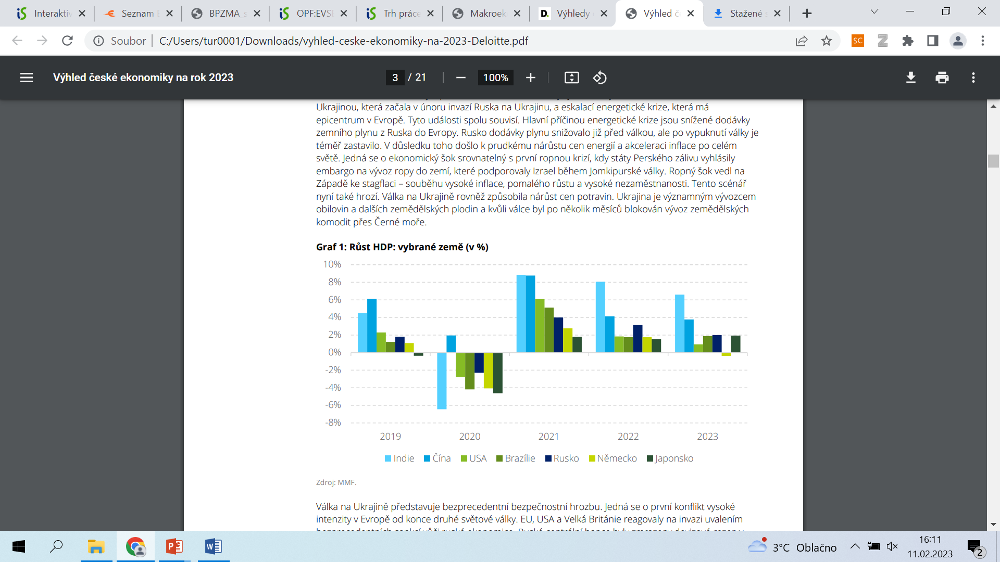 Interaktiv
Seznam
BPZMA_s
OPF:EVS
Trh práce
Makroek
Výhledy
Výhled č
Stažené s
Soubor
C:/Users/tur0001/Downloads/vyhled-ceske-ekonomiky-na-2023-Deloitte.pdf
SC
Výhled české ekonomiky na rok 2023
3 / 21
100%
Ukrajinou, která začala v únoru invazí Ruska na Ukrajinu, a eskalací energetické krize, která má
epicentrum v Evropě. Tyto události spolu souvisí. Hlavní příčinou energetické krize jsou snížené dodávky
zemního plynu z Ruska do Evropy. Rusko dodávky plynu snižovalo již před válkou, ale po vypuknutí války je
téměř zastavilo. V důsledku toho došlo k prudkému nárůstu cen energií a akceleraci inflace po celém
světě. Jedná se o ekonomický šok srovnatelný s první ropnou krizí, kdy státy Perského zálivu vyhlásily
embargo na vývoz ropy do zemí, které podporovaly Izrael během Jomkipurské války. Ropný šok vedl na
Západě ke stagflaci – souběhu vysoké inflace, pomalého růstu a vysoké nezaměstnanosti. Tento scénář
nyní také hrozí. Válka na Ukrajině rovněž způsobila nárůst cen potravin. Ukrajina je významným vývozcem
obilovin a dalších zemědělských plodin a kvůli válce byl po několik měsíců blokován vývoz zemědělských
komodit přes Černé moře.
Graf 1: Růst HDP: vybrané země (v %)
10%
8%
6%
4%
2%
0%
-2%
-4%
-6%
-8%
2019 2020 2021 2022 2023
Indie Čína USA Brazílie Rusko Německo Japonsko
Zdroj: MMF.
Válka na Ukrajině představuje bezprecedentní bezpečnostní hrozbu. Jedná se o první konflikt vysoké
intenzity v Evropě od konce druhé světové války. EU, USA a Velká Británie reagovaly na invazi uvalením
3°C Oblačno
16:11
11.02.2023
2